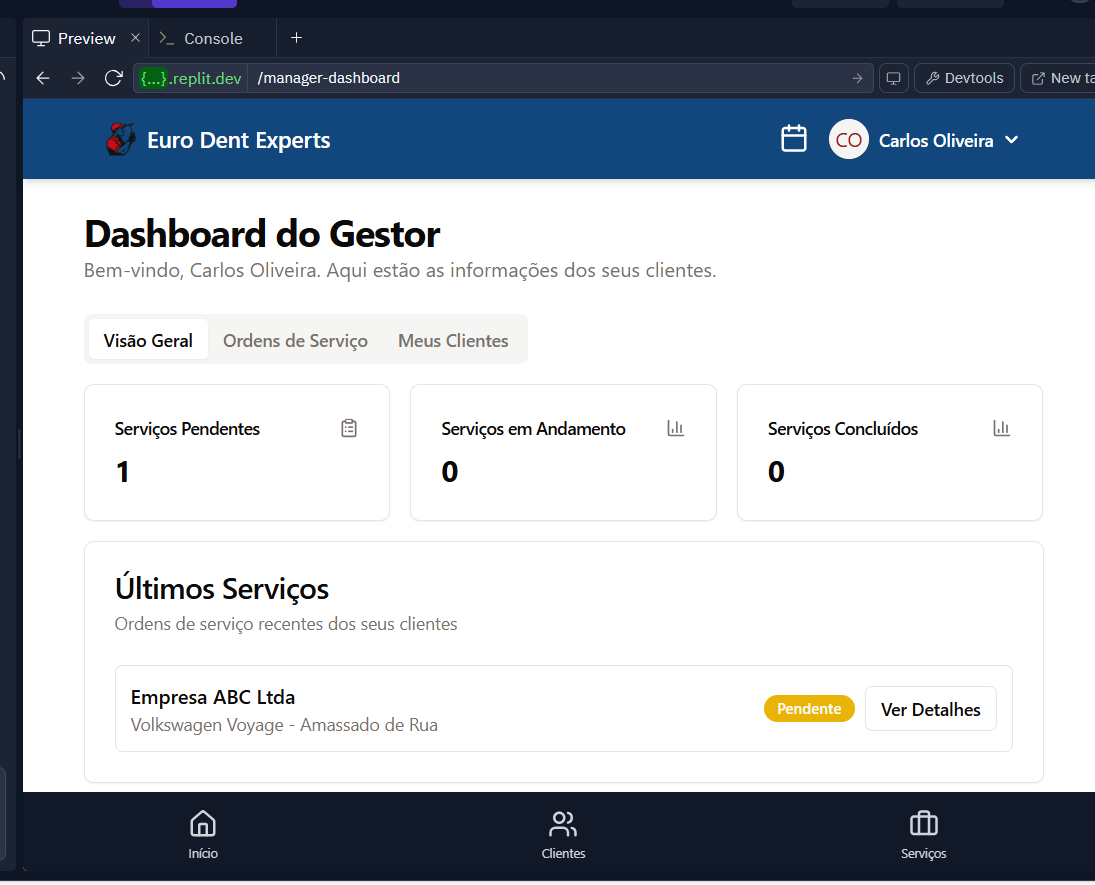 Preview
Console
{...}.replit.dev /manager-dashboard
Devtools
New ta
Euro Dent Experts
CO Carlos Oliveira
Dashboard do Gestor
Bem-vindo, Carlos Oliveira. Aqui estão as informações dos seus clientes.
Visão Geral Ordens de Serviço Meus Clientes
Serviços Pendentes
1
Serviços em Andamento
0
Serviços Concluídos
0
Últimos Serviços
Ordens de serviço recentes dos seus clientes
Empresa ABC Ltda
Volkswagen Voyage - Amassado de Rua
Pendente
Ver Detalhes
Início
Clientes
Serviços